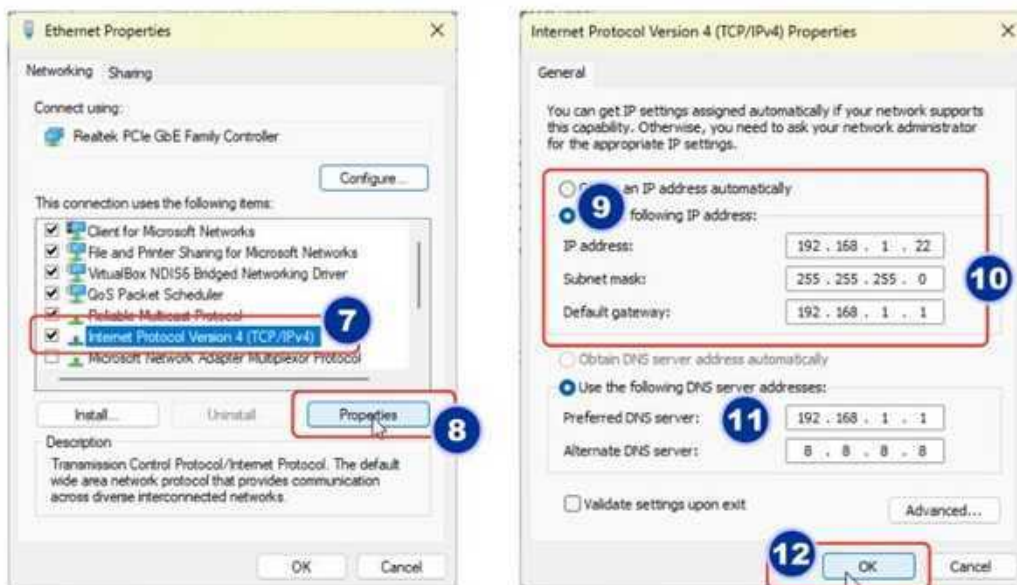 Ethernet Properties
Networking Sharing
Connect using:
Realtek PCIe GbE Family Controller
Configure...
This connection uses the following items:
Client for Microsoft Networks
File and Printer Sharing for Microsoft Networks
VirtualBox NDIS6 Bridged Networking Driver
QoS Packet Scheduler
Reliable Multicast Protocol
Internet Protocol Version 4 (TCP/IPv4)
7
Microsoft Network Adapter Multiplexor Protocol
Install... Uninstall Properties
8
Description
Transmission Control Protocol/Internet Protocol. The default
wide area network protocol that provides communication
across diverse interconnected networks.
OK Cancel
Internet Protocol Version 4 (TCP/IPv4) Properties
General
You can get IP settings assigned automatically if your network supports
this capability. Otherwise, you need to ask your network administrator
for the appropriate IP settings.
an IP address automatically
9
following IP address:
IP address: 192 . 168 . 1 . 22
Subnet mask: 255 . 255 . 255 . 0
10
Default gateway: 192 . 168 . 1 . 1
Obtain DNS server address automatically
Use the following DNS server addresses:
Preferred DNS server: 11 192 . 168 . 1 . 1
Alternate DNS server: 8 . 8 . 8 . 8
Validate settings upon exit
Advanced...
12
OK Cancel